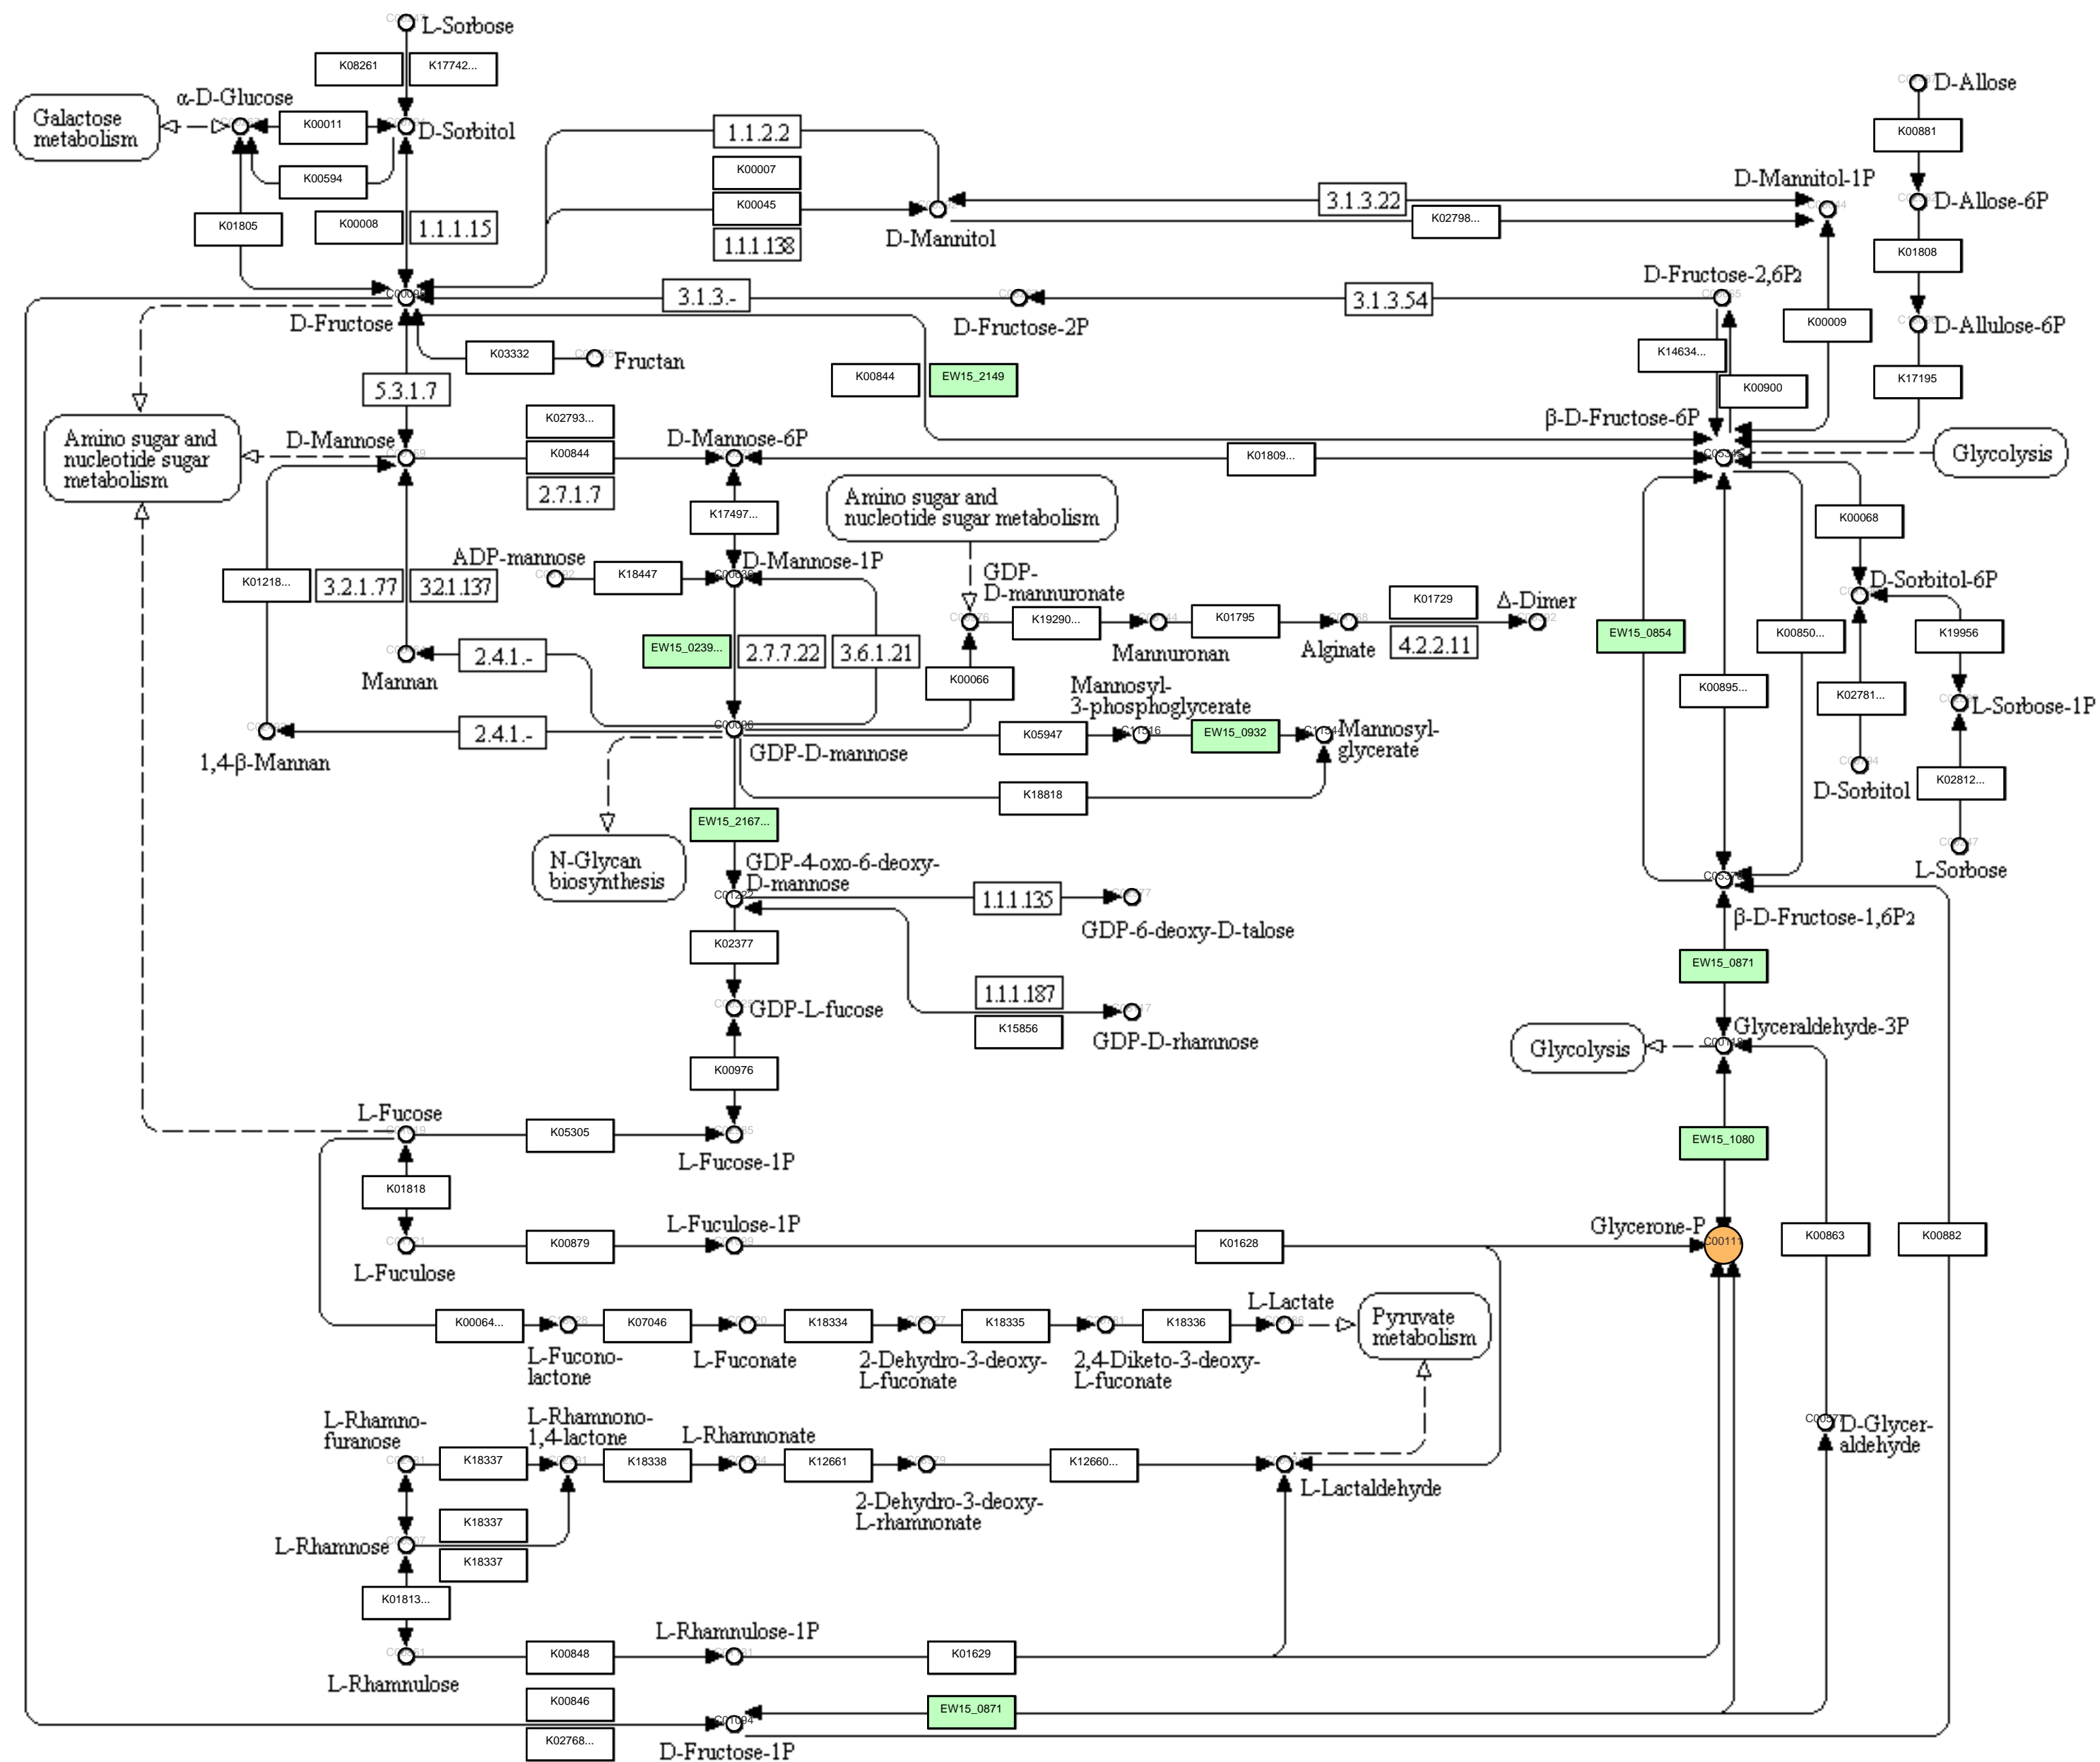 L-Sorbose
K08261
K17742...
α-D-Glucose
Galactose
metabolism
K00011
D-Sorbitol
K00594
K01805
K00008
1.1.1.15
1.1.2.2
K00007
K00045
1.1.1.138
D-Mannitol
3.1.3.22
K02798...
D-Mannitol-1P
D-Allose
K00881
D-Allose-6P
K01808
D-Allulose-6P
K17195
K00009
D-Fructose
3.1.3.-
D-Fructose-2P
3.1.3.54
D-Fructose-2,6P2
K14634...
K00900
K03332
Fructan
K00844
EW15_2149
5.3.1.7
β-D-Fructose-6P
Glycolysis
Amino sugar and
nucleotide sugar
metabolism
D-Mannose
K02793...
K00844
2.7.1.7
D-Mannose-6P
K01809...
K17497...
Amino sugar and
nucleotide sugar metabolism
K00068
ADP-mannose
K18447
D-Mannose-1P
GDP-
D-mannuronate
K01218...
3.2.1.77
3.2.1.137
K19290...
K01795
K01729
Δ-Dimer
Mannuronan
Alginate
4.2.2.11
D-Sorbitol-6P
EW15_0854
K00850...
K19956
Mannan
2.4.1.-
EW15_0239...
2.7.7.22
3.6.1.21
K00066
K00895...
K02781...
L-Sorbose-1P
1,4-β-Mannan
2.4.1.-
C00096
GDP-D-mannose
K05947
Mannosyl-
3-phosphoglycerate
C11516
EW15_0932
C11544
Mannosyl-
glycerate
K18818
D-Sorbitol
K02812...
L-Sorbose
EW15_2167...
N-Glycan
biosynthesis
GDP-4-oxo-6-deoxy-
D-mannose
C01222
1.1.1.135
GDP-6-deoxy-D-talose
β-D-Fructose-1,6P2
K02377
EW15_0871
GDP-L-fucose
1.1.1.187
K15856
GDP-D-rhamnose
Glycolysis
Glyceraldehyde-3P
C00118
K00976
L-Fucose
K05305
L-Fucose-1P
EW15_1080
K01818
L-Fuculose
K00879
L-Fuculose-1P
K01628
Glycerone-P
C00111
K00863
K00882
K00064...
L-Fucono-
lactone
K07046
L-Fuconate
K18334
2-Dehydro-3-deoxy-
L-fuconate
K18335
2,4-Diketo-3-deoxy-
L-fuconate
K18336
L-Lactate
Pyruvate
metabolism
L-Rhamno-
furanose
K18337
L-Rhamnono-
1,4-lactone
K18338
L-Rhamnonate
K12661
2-Dehydro-3-deoxy-
L-rhamnonate
K12660...
L-Lactaldehyde
C00577
D-Glycer-
aldehyde
L-Rhamnose
K18337
K18337
K01813...
L-Rhamnulose
K00848
L-Rhamnulose-1P
K01629
K00846
K02768...
C01094
D-Fructose-1P
EW15_0871